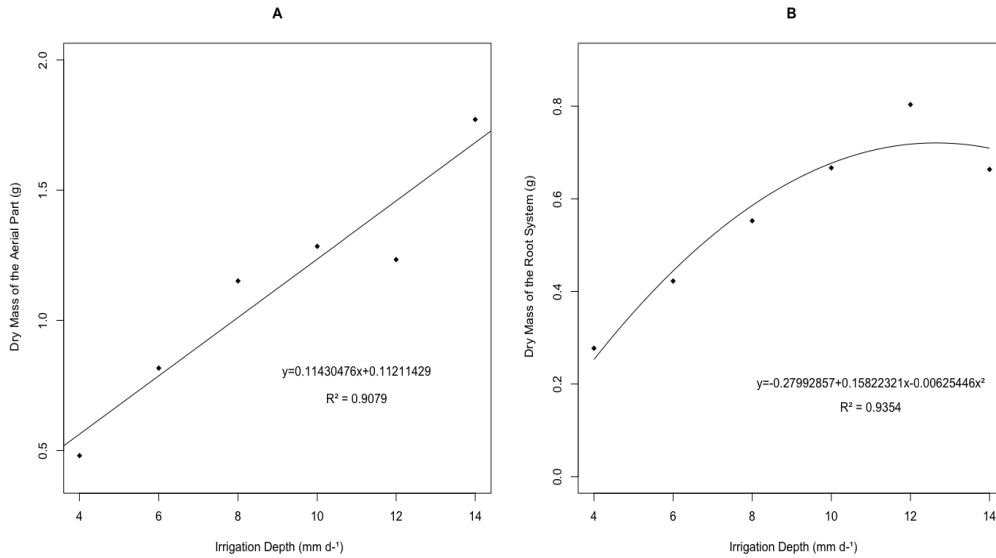 A
Dry Mass of the Aerial Part (g)
2.0
1.5
1.0
0.5
y=0.11430476x+0.11211429
R² = 0.9079
4 6 8 10 12 14
Irrigation Depth (mm d-¹)
B
Dry Mass of the Root System (g)
0.8
0.6
0.4
0.2
0.0
y=-0.27992857+0.15822321x-0.00625446x²
R² = 0.9354
4 6 8 10 12 14
Irrigation Depth (mm d-¹)